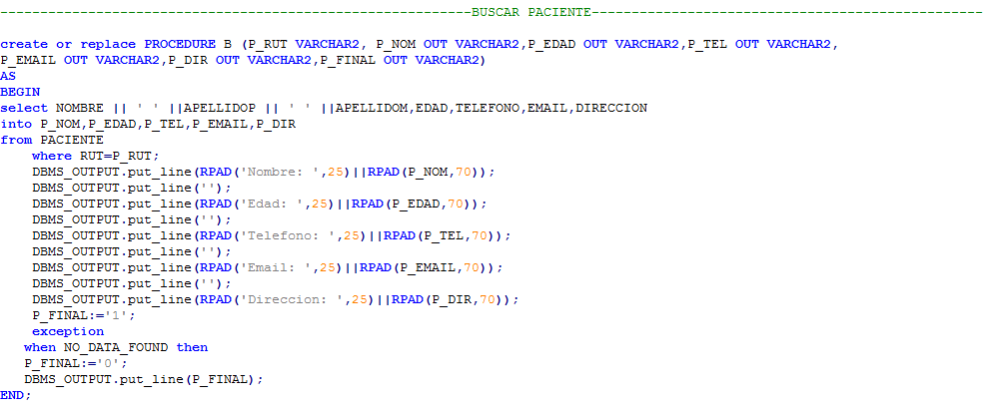 -----------------------------------------------------------BUSCAR PACIENTE-------------------------------------------------
create or replace PROCEDURE B (P_RUT VARCHAR2, P_NOM OUT VARCHAR2,P_EDAD OUT VARCHAR2,P_TEL OUT VARCHAR2,
P_EMAIL OUT VARCHAR2,P_DIR OUT VARCHAR2,P_FINAL OUT VARCHAR2)
AS
BEGIN
select NOMBRE || ' ' ||APELLIDOP || ' ' ||APELLIDOM,EDAD,TELEFONO,EMAIL,DIRECCION
into P_NOM,P_EDAD,P_TEL,P_EMAIL,P_DIR
from PACIENTE
    where RUT=P_RUT;
    DBMS_OUTPUT.put_line(RPAD('Nombre: ',25)||RPAD(P_NOM,70));
    DBMS_OUTPUT.put_line('');
    DBMS_OUTPUT.put_line(RPAD('Edad: ',25)||RPAD(P_EDAD,70));
    DBMS_OUTPUT.put_line('');
    DBMS_OUTPUT.put_line(RPAD('Telefono: ',25)||RPAD(P_TEL,70));
    DBMS_OUTPUT.put_line('');
    DBMS_OUTPUT.put_line(RPAD('Email: ',25)||RPAD(P_EMAIL,70));
    DBMS_OUTPUT.put_line('');
    DBMS_OUTPUT.put_line(RPAD('Direccion: ',25)||RPAD(P_DIR,70));
    P_FINAL:='1';
    exception
   when NO_DATA_FOUND then
   P_FINAL:='0';
   DBMS_OUTPUT.put_line(P_FINAL);
END;